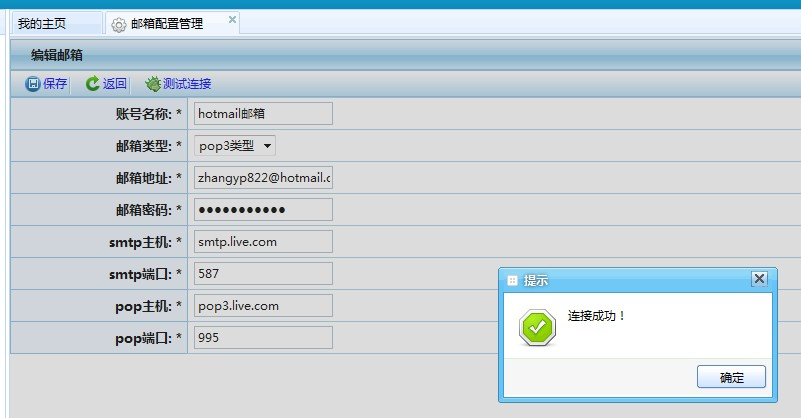 我的主页
邮箱配置管理
编辑邮箱
保存 返回 测试连接
账号名称: * hotmail邮箱
邮箱类型: * pop3类型
邮箱地址: * zhangyp822@hotmail.c
邮箱密码: * ●●●●●●●●●●●
smtp主机: * smtp.live.com
smtp端口: * 587
pop主机: * pop3.live.com
pop端口: * 995
提示
连接成功！
确定